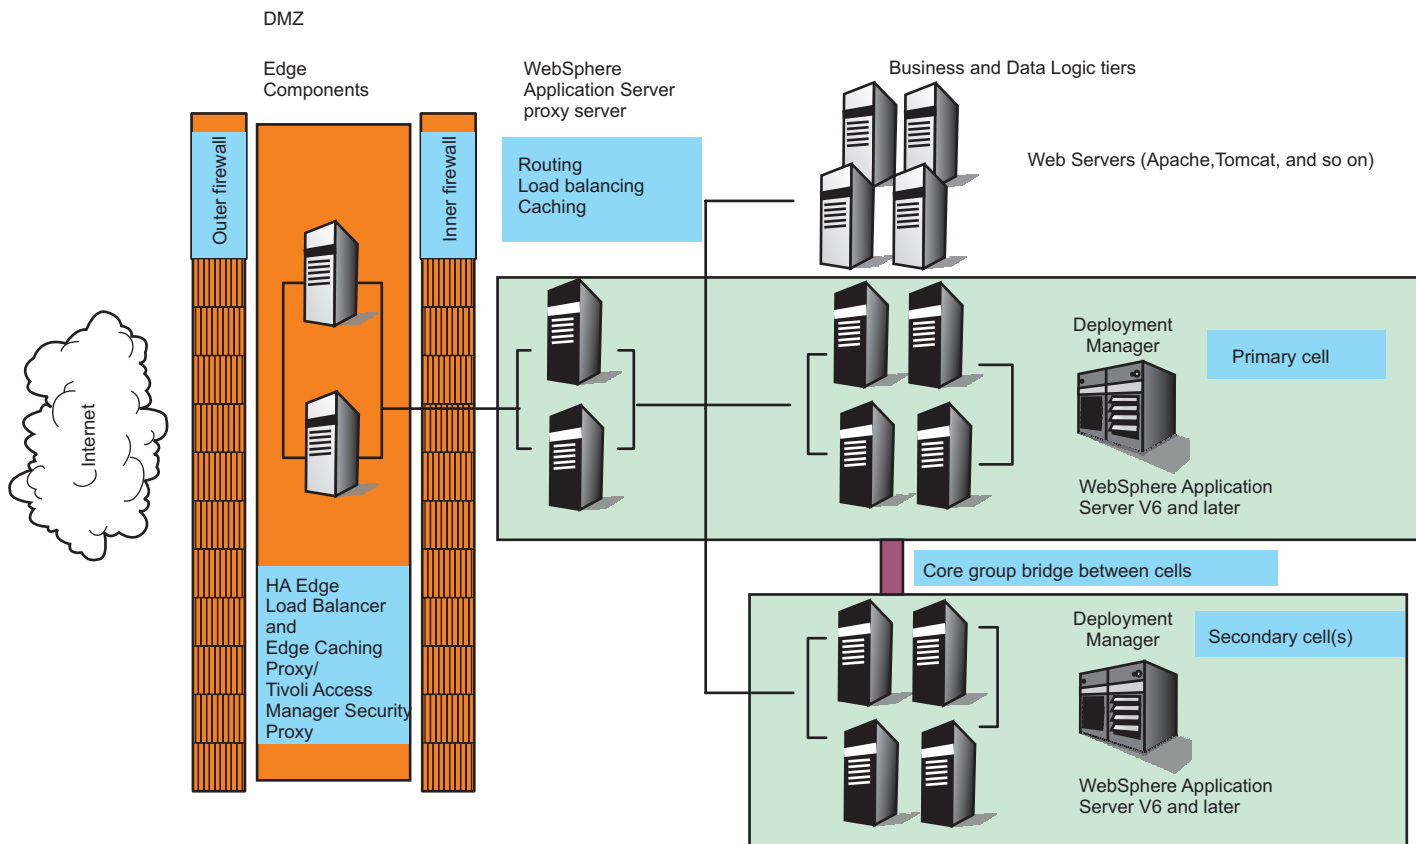 DMZ
Edge
Components
WebSphere
Application Server
proxy server
Business and Data Logic tiers
Outer firewall
Inner firewall
Routing
Load balancing
Caching
Web Servers (Apache,Tomcat, and so on)
Internet
Deployment
Manager
Primary cell
WebSphere Application
Server V6 and later
HA Edge
Load Balancer
and
Edge Caching
Proxy/
Tivoli Access
Manager Security
Proxy
Core group bridge between cells
Deployment
Manager
Secondary cell(s)
WebSphere Application
Server V6 and later